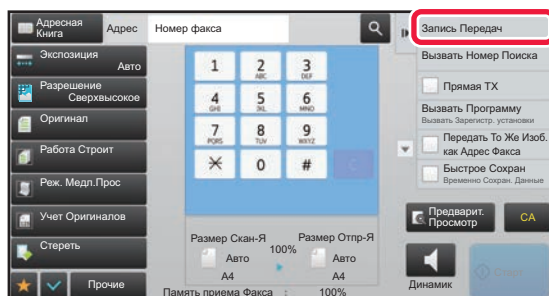 Адресная
Книга
Адрес
Номер факса
Экспозиция
Авто
Разрешение
Сверхвысокое
Оригинал
Работа Строит
Реж. Медл.Прос
Учет Оригиналов
Стереть
Прочие
1
2
ABC
3
DEF
4
GHI
5
JKL
6
MNO
7
PQRS
8
TUV
9
WXYZ
0
#
C
Размер Скан-Я
100%
Размер Отпр-Я
Авто
A4
Авто
A4
Память приема Факса : 100%
Запись Передач
Вызвать Номер Поиска
Прямая TX
Вызвать Программу
Вызвать Зарегистр. установки
Передать То Же Изоб.
как Адрес Факса
Быстрое Сохран
Временно Сохран. Данные
Предварит.
Просмотр
CA
Динамик
Старт